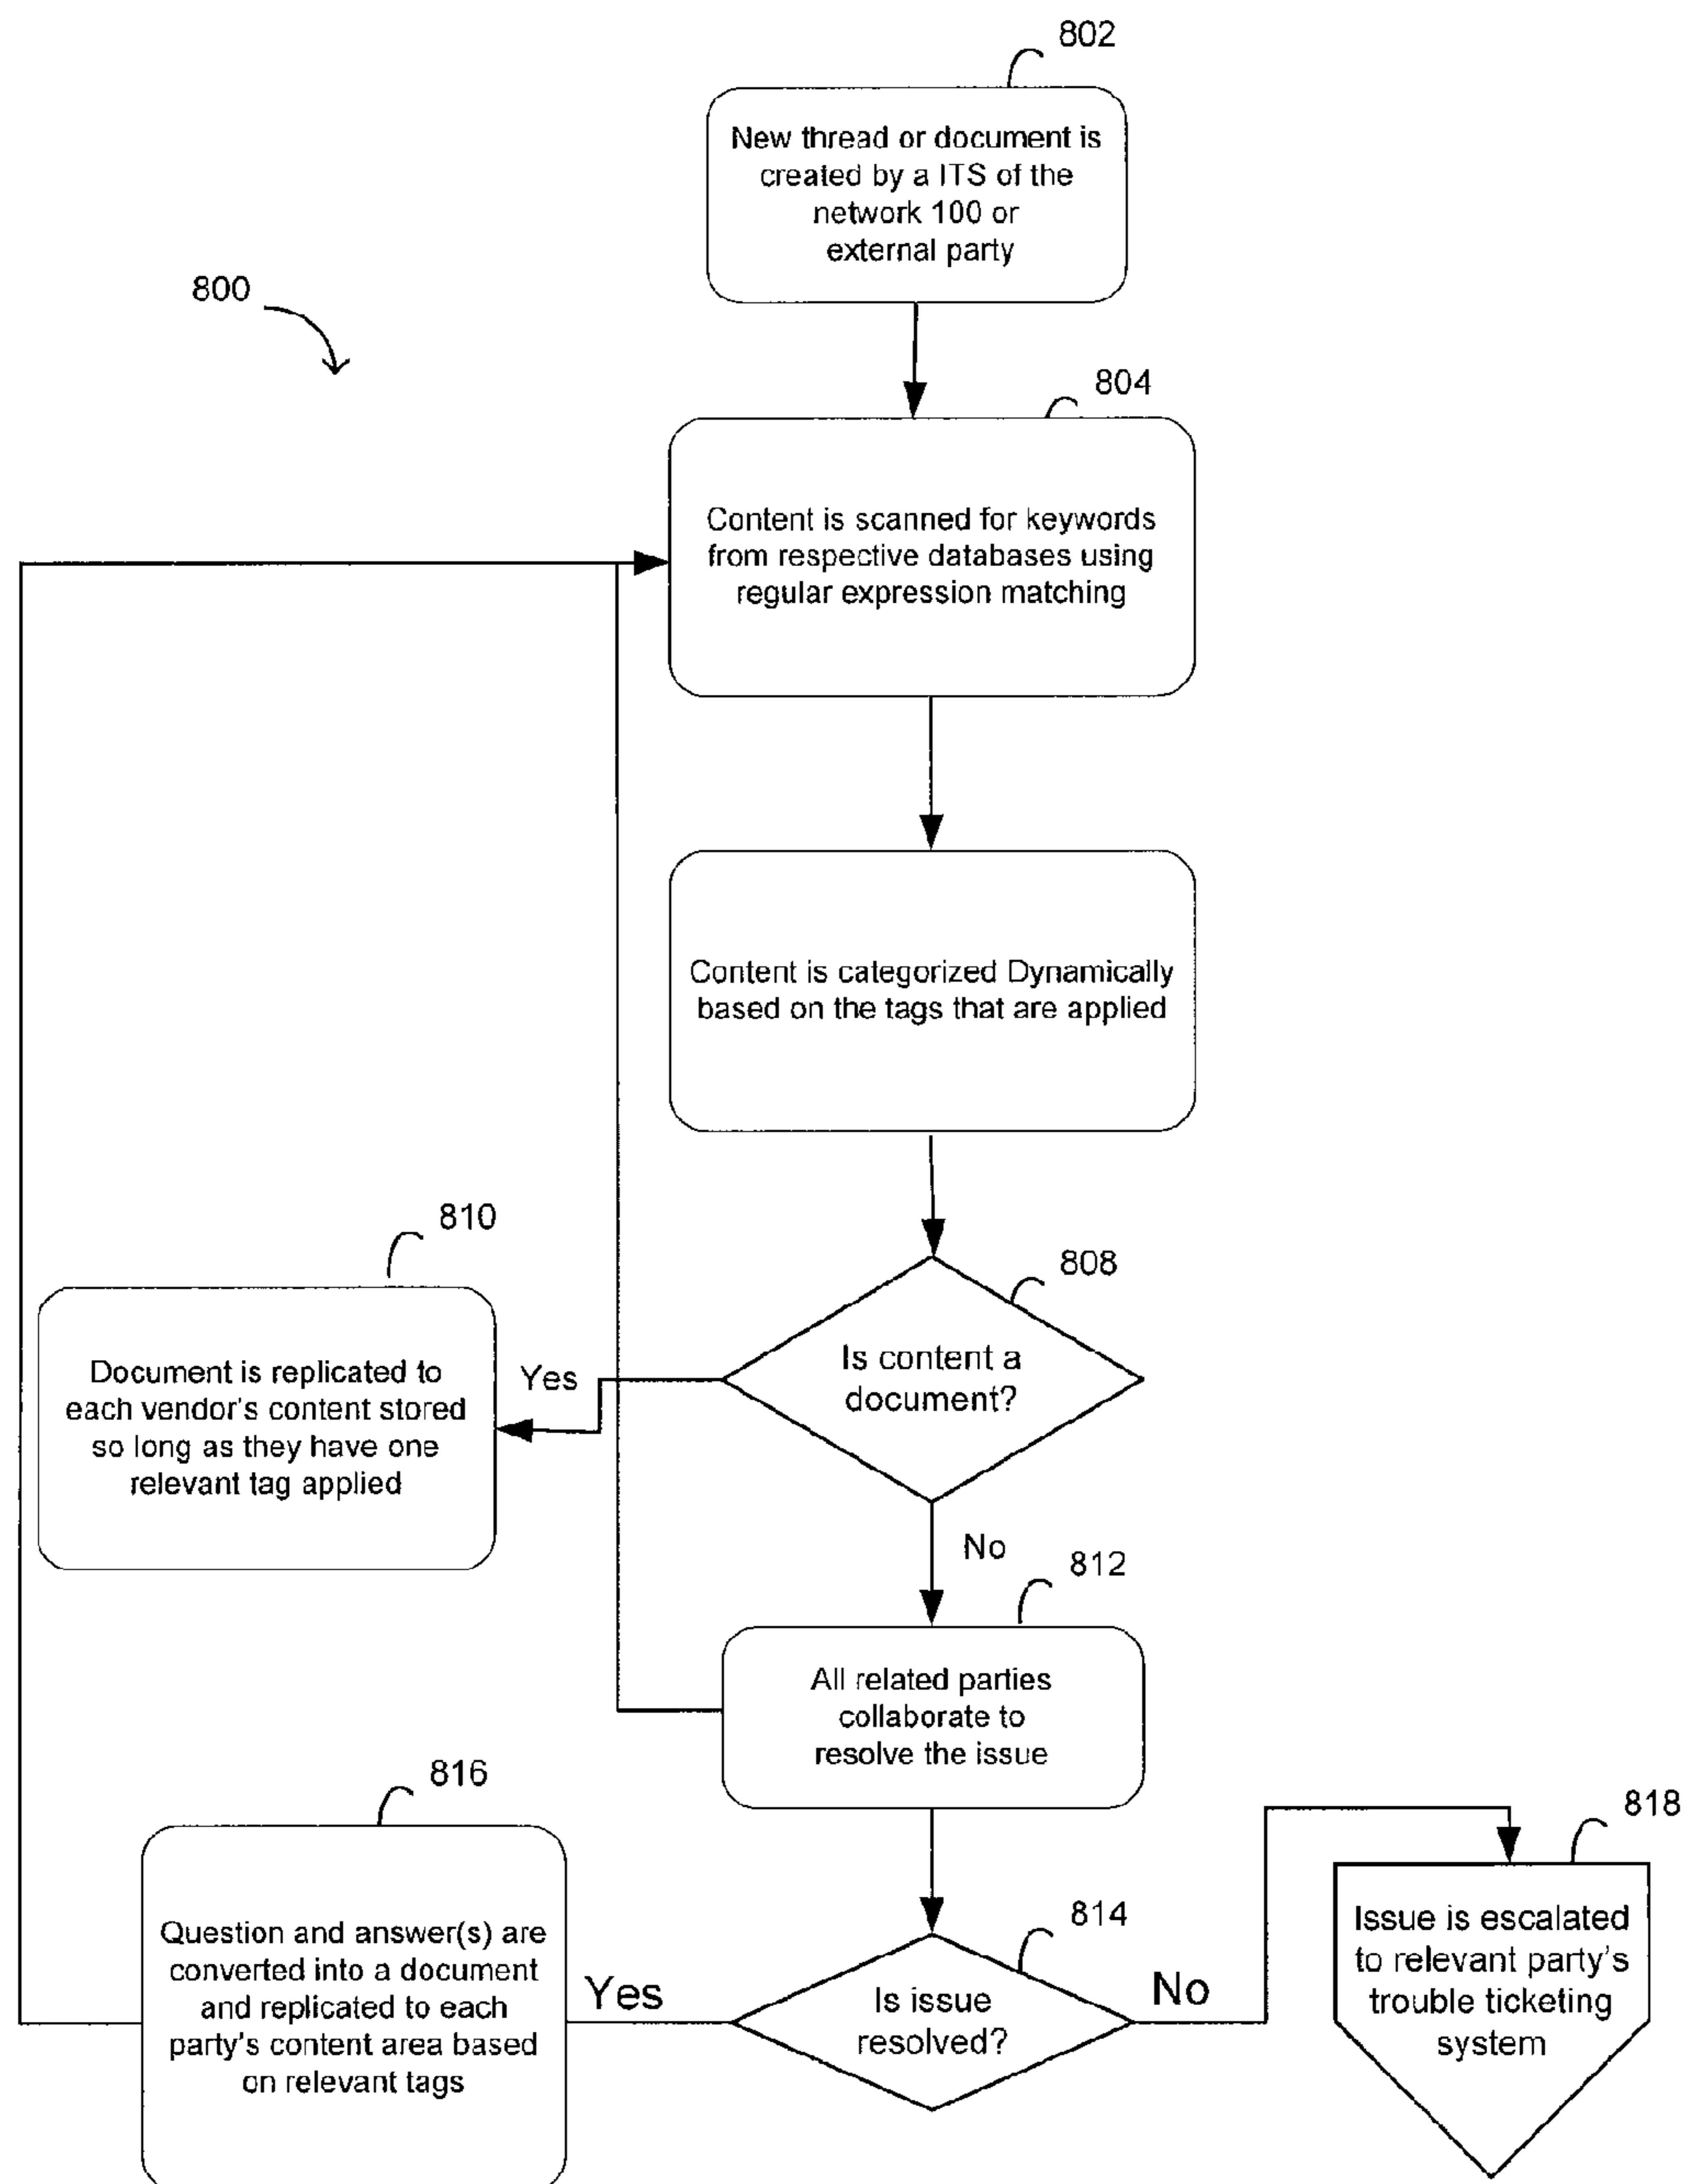 802
New thread or document is
created by a ITS of the
network 100 or
external party
800
804
Content is scanned for keywords
from respective databases using
regular expression matching
Content is categorized Dynamically
based on the tags that are applied
810
808
Document is replicated to
each vendor's content stored
so long as they have one
relevant tag applied
Yes
Is content a
document?
No
812
All related parties
collaborate to
resolve the issue
816
818
814
Question and answer(s) are
converted into a document
and replicated to each
party's content area based
on relevant tags
Yes
Is issue
resolved?
No
Issue is escalated
to relevant party's
trouble ticketing
system